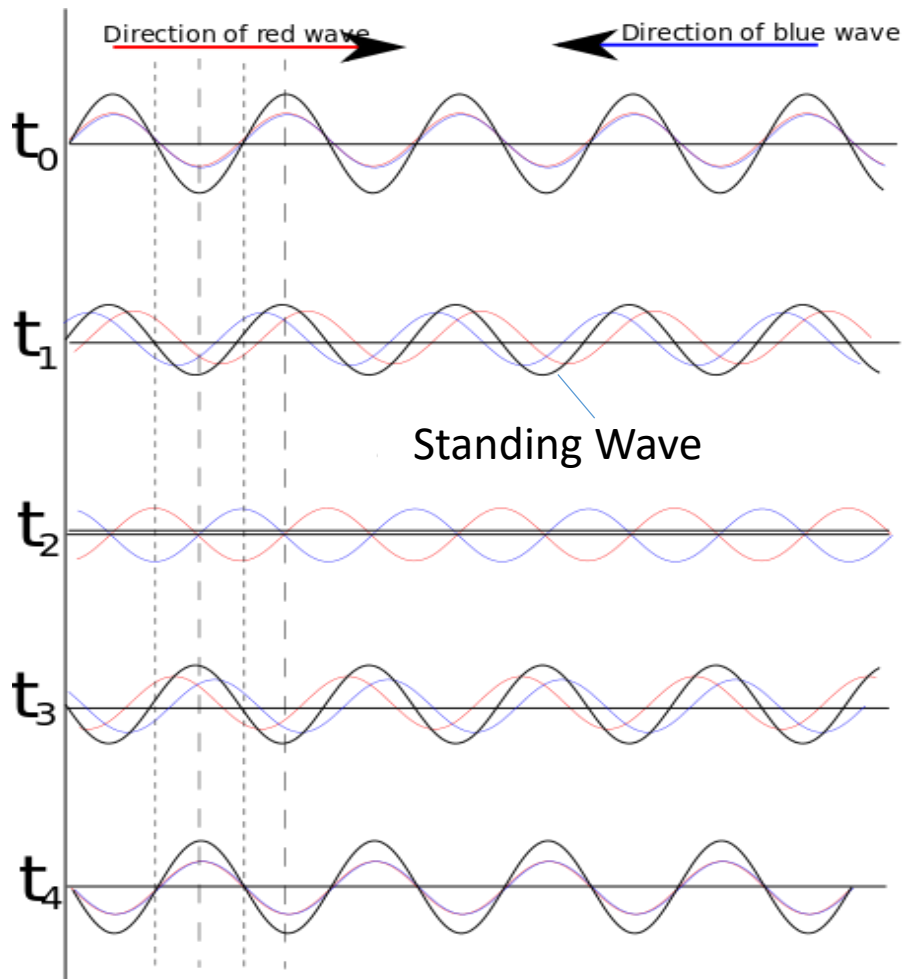 Direction of red wave
Direction of blue wave
t0
t1
Standing Wave
t2
t3
t4